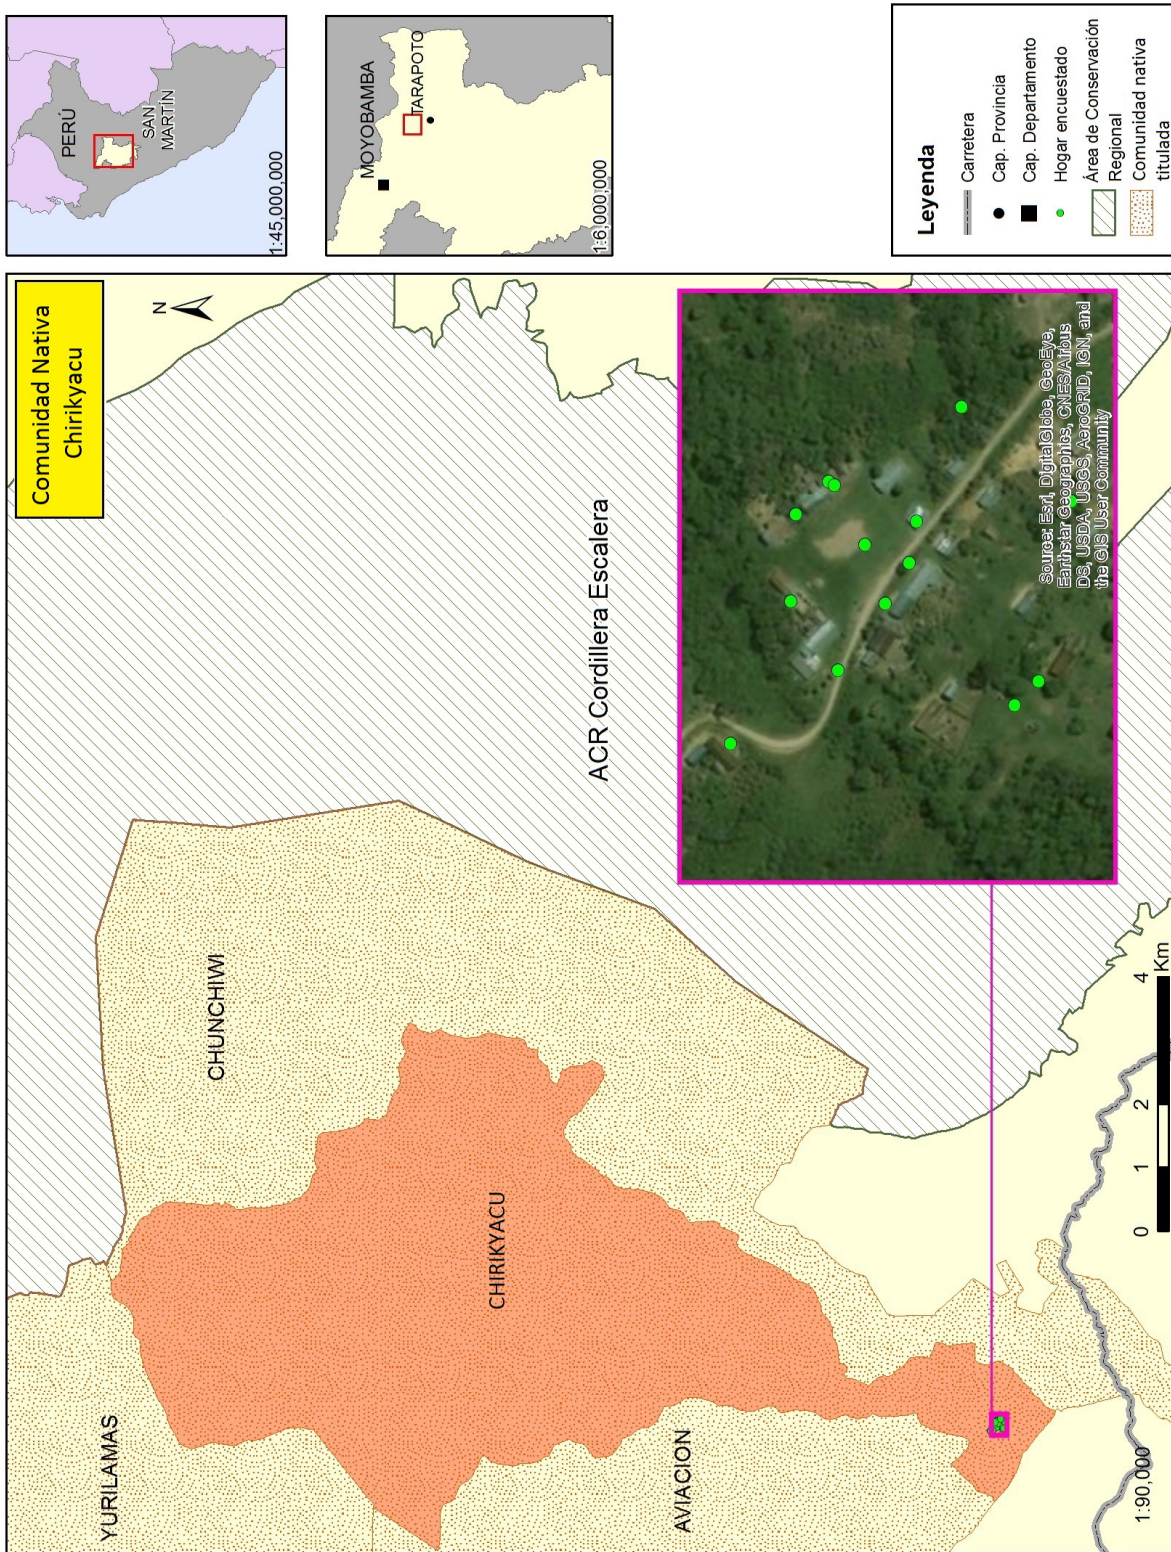 Comunidad Nativa
Chirikyacu
N
YURILAMAS
CHUNCHIWI
CHIRIKYACU
AVIACION
ACR Cordillera Escalera
Source: Esri, DigitalGlobe, GeoEye,
Earthstar Geographics, CNES/Airbus
DS, USDA, USGS, AeroGRID, IGN, and
the GIS User Community
1:90,000
0 1 2 4
Km
PERÚ
SAN
MARTÍN
1:45,000,000
MOYOBAMBA
TARAPOTO
1:6,000,000
Leyenda
Carretera
Cap. Provincia
Cap. Departamento
Hogar encuestado
Área de Conservación
Regional
Comunidad nativa
titulada